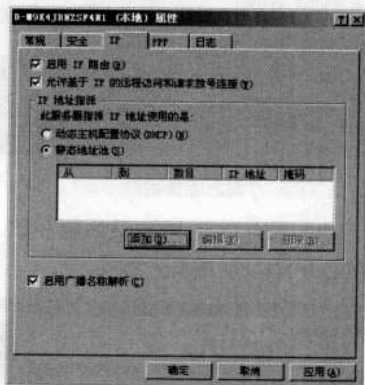 (本地) 属性
常规 安全 IP PPP 日志
启用 IP 路由(R)
允许基于 IP 的远程访问和请求拨号连接(W)
IP 地址指派
此服务器指派 IP 地址使用的是:
动态主机配置协议(DHCP)(N)
静态地址池(S)
从 到 数目 IP 地址 掩码
添加(D)... 编辑(E) 删除(R)
启用广播名称解析(C)
确定 取消 应用(A)